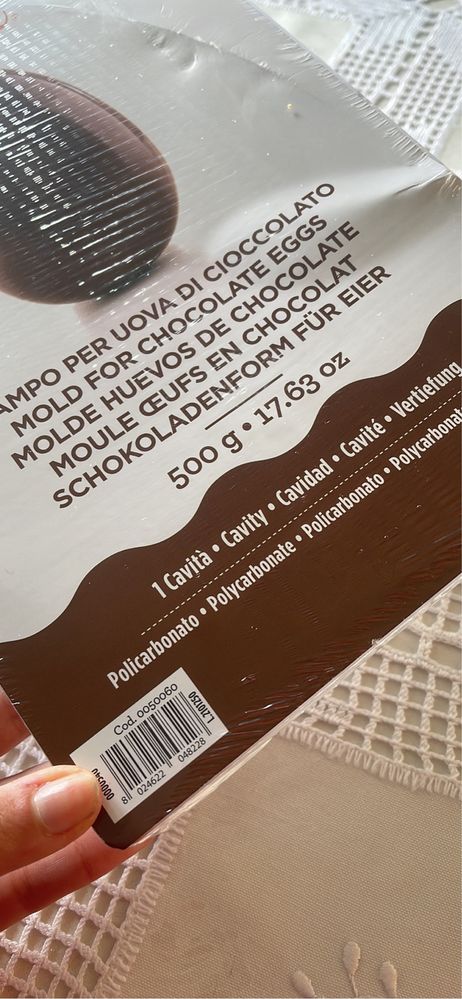 AMPO PER UOVA DI CIOCCOLATO
MOLD FOR CHOCOLATE EGGS
MOLDE HUEVOS DE CHOCOLATE
MOULE ŒUFS EN CHOCOLAT
SCHOKOLADENFORM FÜR EIER
500 g • 17.63 oz
1 Cavità • Cavity • Cavidad • Cavité • Vertiefung
Policarbonato • Polycarbonate • Policarbonato • Polycarbonat
Cod. 0050060
L.210150
8 024622 048228